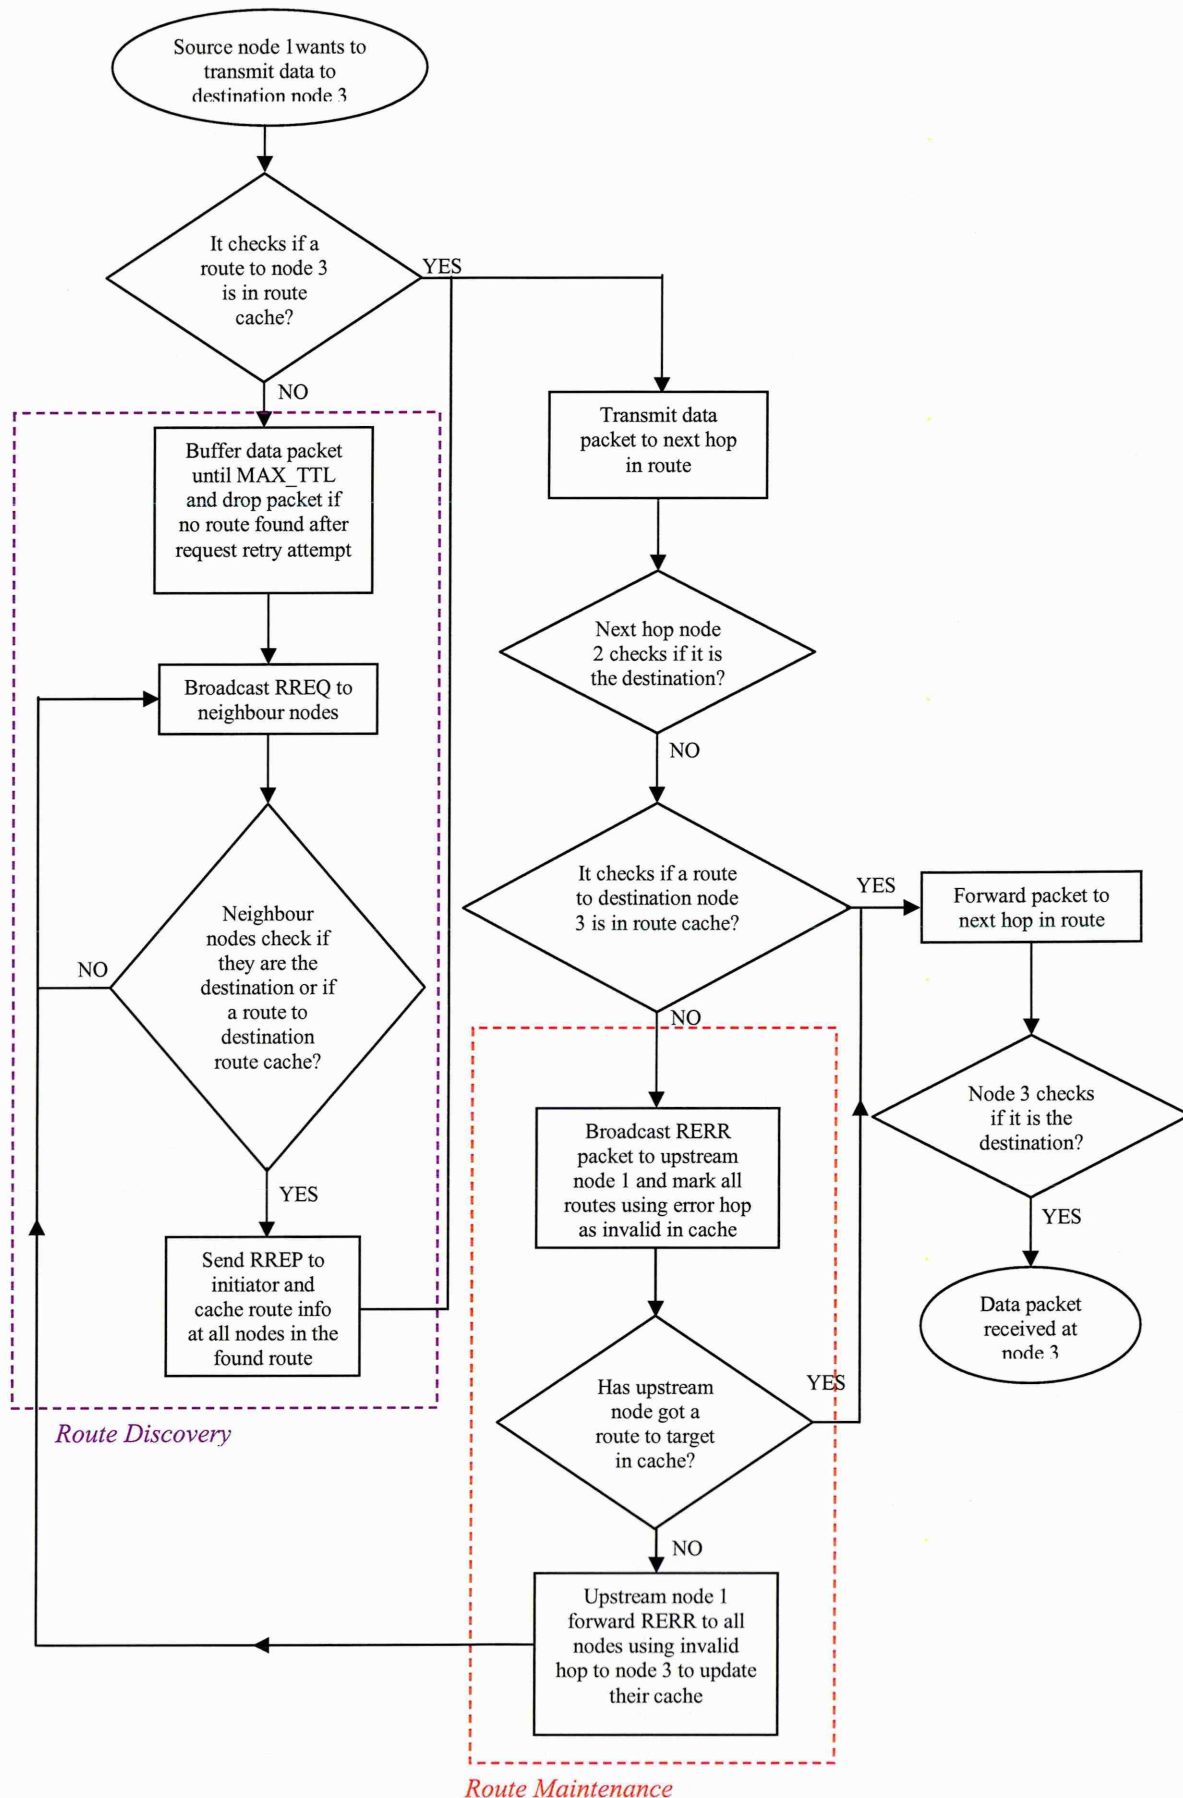 Source node 1wants to
transmit data to
destination node 3
It checks if a
route to node 3
is in route
cache?
YES
NO
Buffer data packet
until MAX_TTL
and drop packet if
no route found after
request retry attempt
Broadcast RREQ to
neighbour nodes
Neighbour
nodes check if
they are the
destination or if
a route to
destination
route cache?
NO
YES
Send RREP to
initiator and
cache route info
at all nodes in the
found route
Route Discovery
Transmit data
packet to next hop
in route
Next hop node
2 checks if it is
the destination?
NO
It checks if a route
to destination node
3 is in route cache?
YES
NO
Broadcast RERR
packet to upstream
node 1 and mark all
routes using error hop
as invalid in cache
Has upstream
node got a
route to target
in cache?
YES
NO
Upstream node 1
forward RERR to all
nodes using invalid
hop to node 3 to update
their cache
Route Maintenance
Forward packet to
next hop in route
Node 3 checks
if it is the
destination?
YES
Data packet
received at
node 3